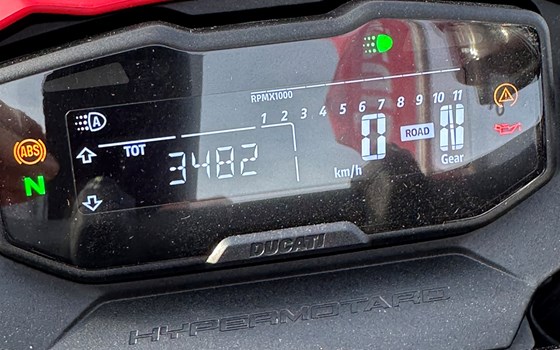 RPMX1000
1 2 3 4 5 6 7 8 9 10 11
A
ABS
TOT
3482
0
km/h
ROAD
N
Gear
N
DUCATI
HYPERMOTARD